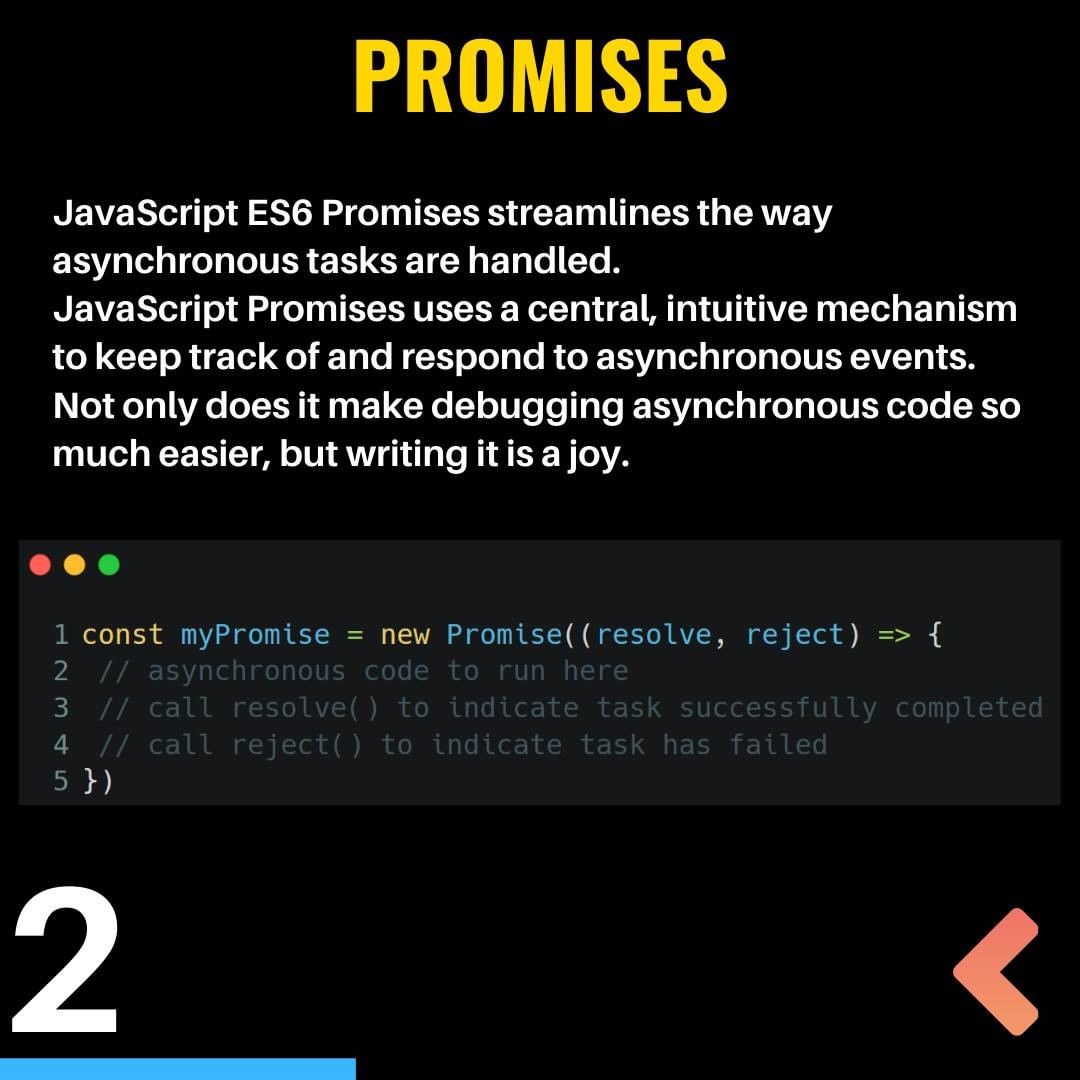 PROMISES
JavaScript ES6 Promises streamlines the way
asynchronous tasks are handled.
JavaScript Promises uses a central, intuitive mechanism
to keep track of and respond to asynchronous events.
Not only does it make debugging asynchronous code so
much easier, but writing it is a joy.
1 const myPromise = new Promise((resolve, reject) => {
2  // asynchronous code to run here
3  // call resolve() to indicate task successfully completed
4  // call reject() to indicate task has failed
5 })
2